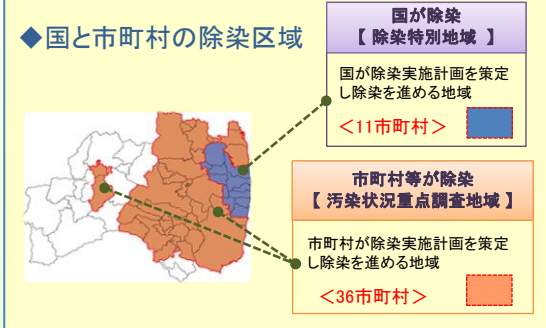 ◆国と市町村の除染区域
国が除染
【 除染特別地域 】
国が除染実施計画を策定
し除染を進める地域
＜11市町村＞
市町村等が除染
【 汚染状況重点調査地域 】
市町村が除染実施計画を策定
し除染を進める地域
＜36市町村＞